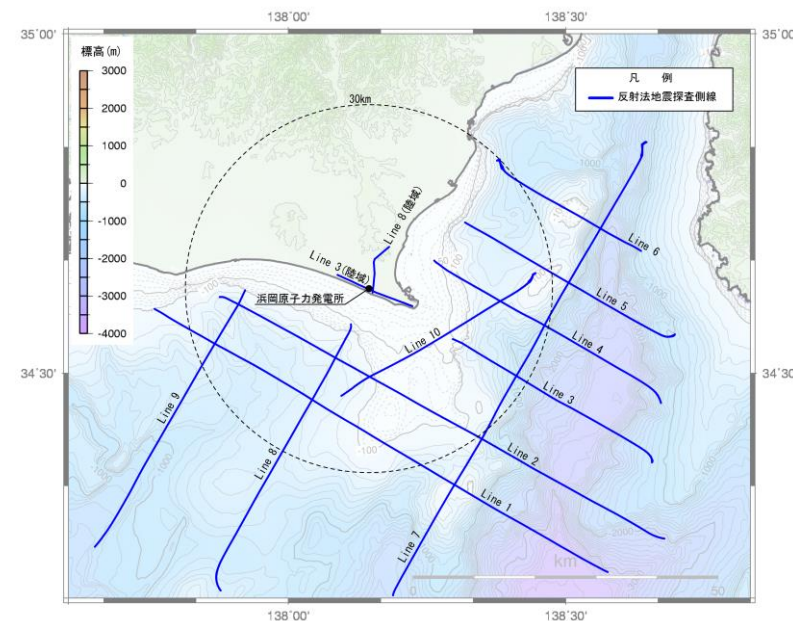 138°00' 138°30'
35°00' 35°00'
標高(m)
3000
2000
1000
0
-1000
-2000
-3000
-4000
凡 例
反射法地震探査側線
30km
Line 8(陸域)
Line 3(陸域)
浜岡原子力発電所
Line 6
Line 5
Line 10
Line 4
34°30' 34°30'
Line 3
Line 9
Line 8
Line 2
Line 1
Line 7
km
0 50
138°00' 138°30'